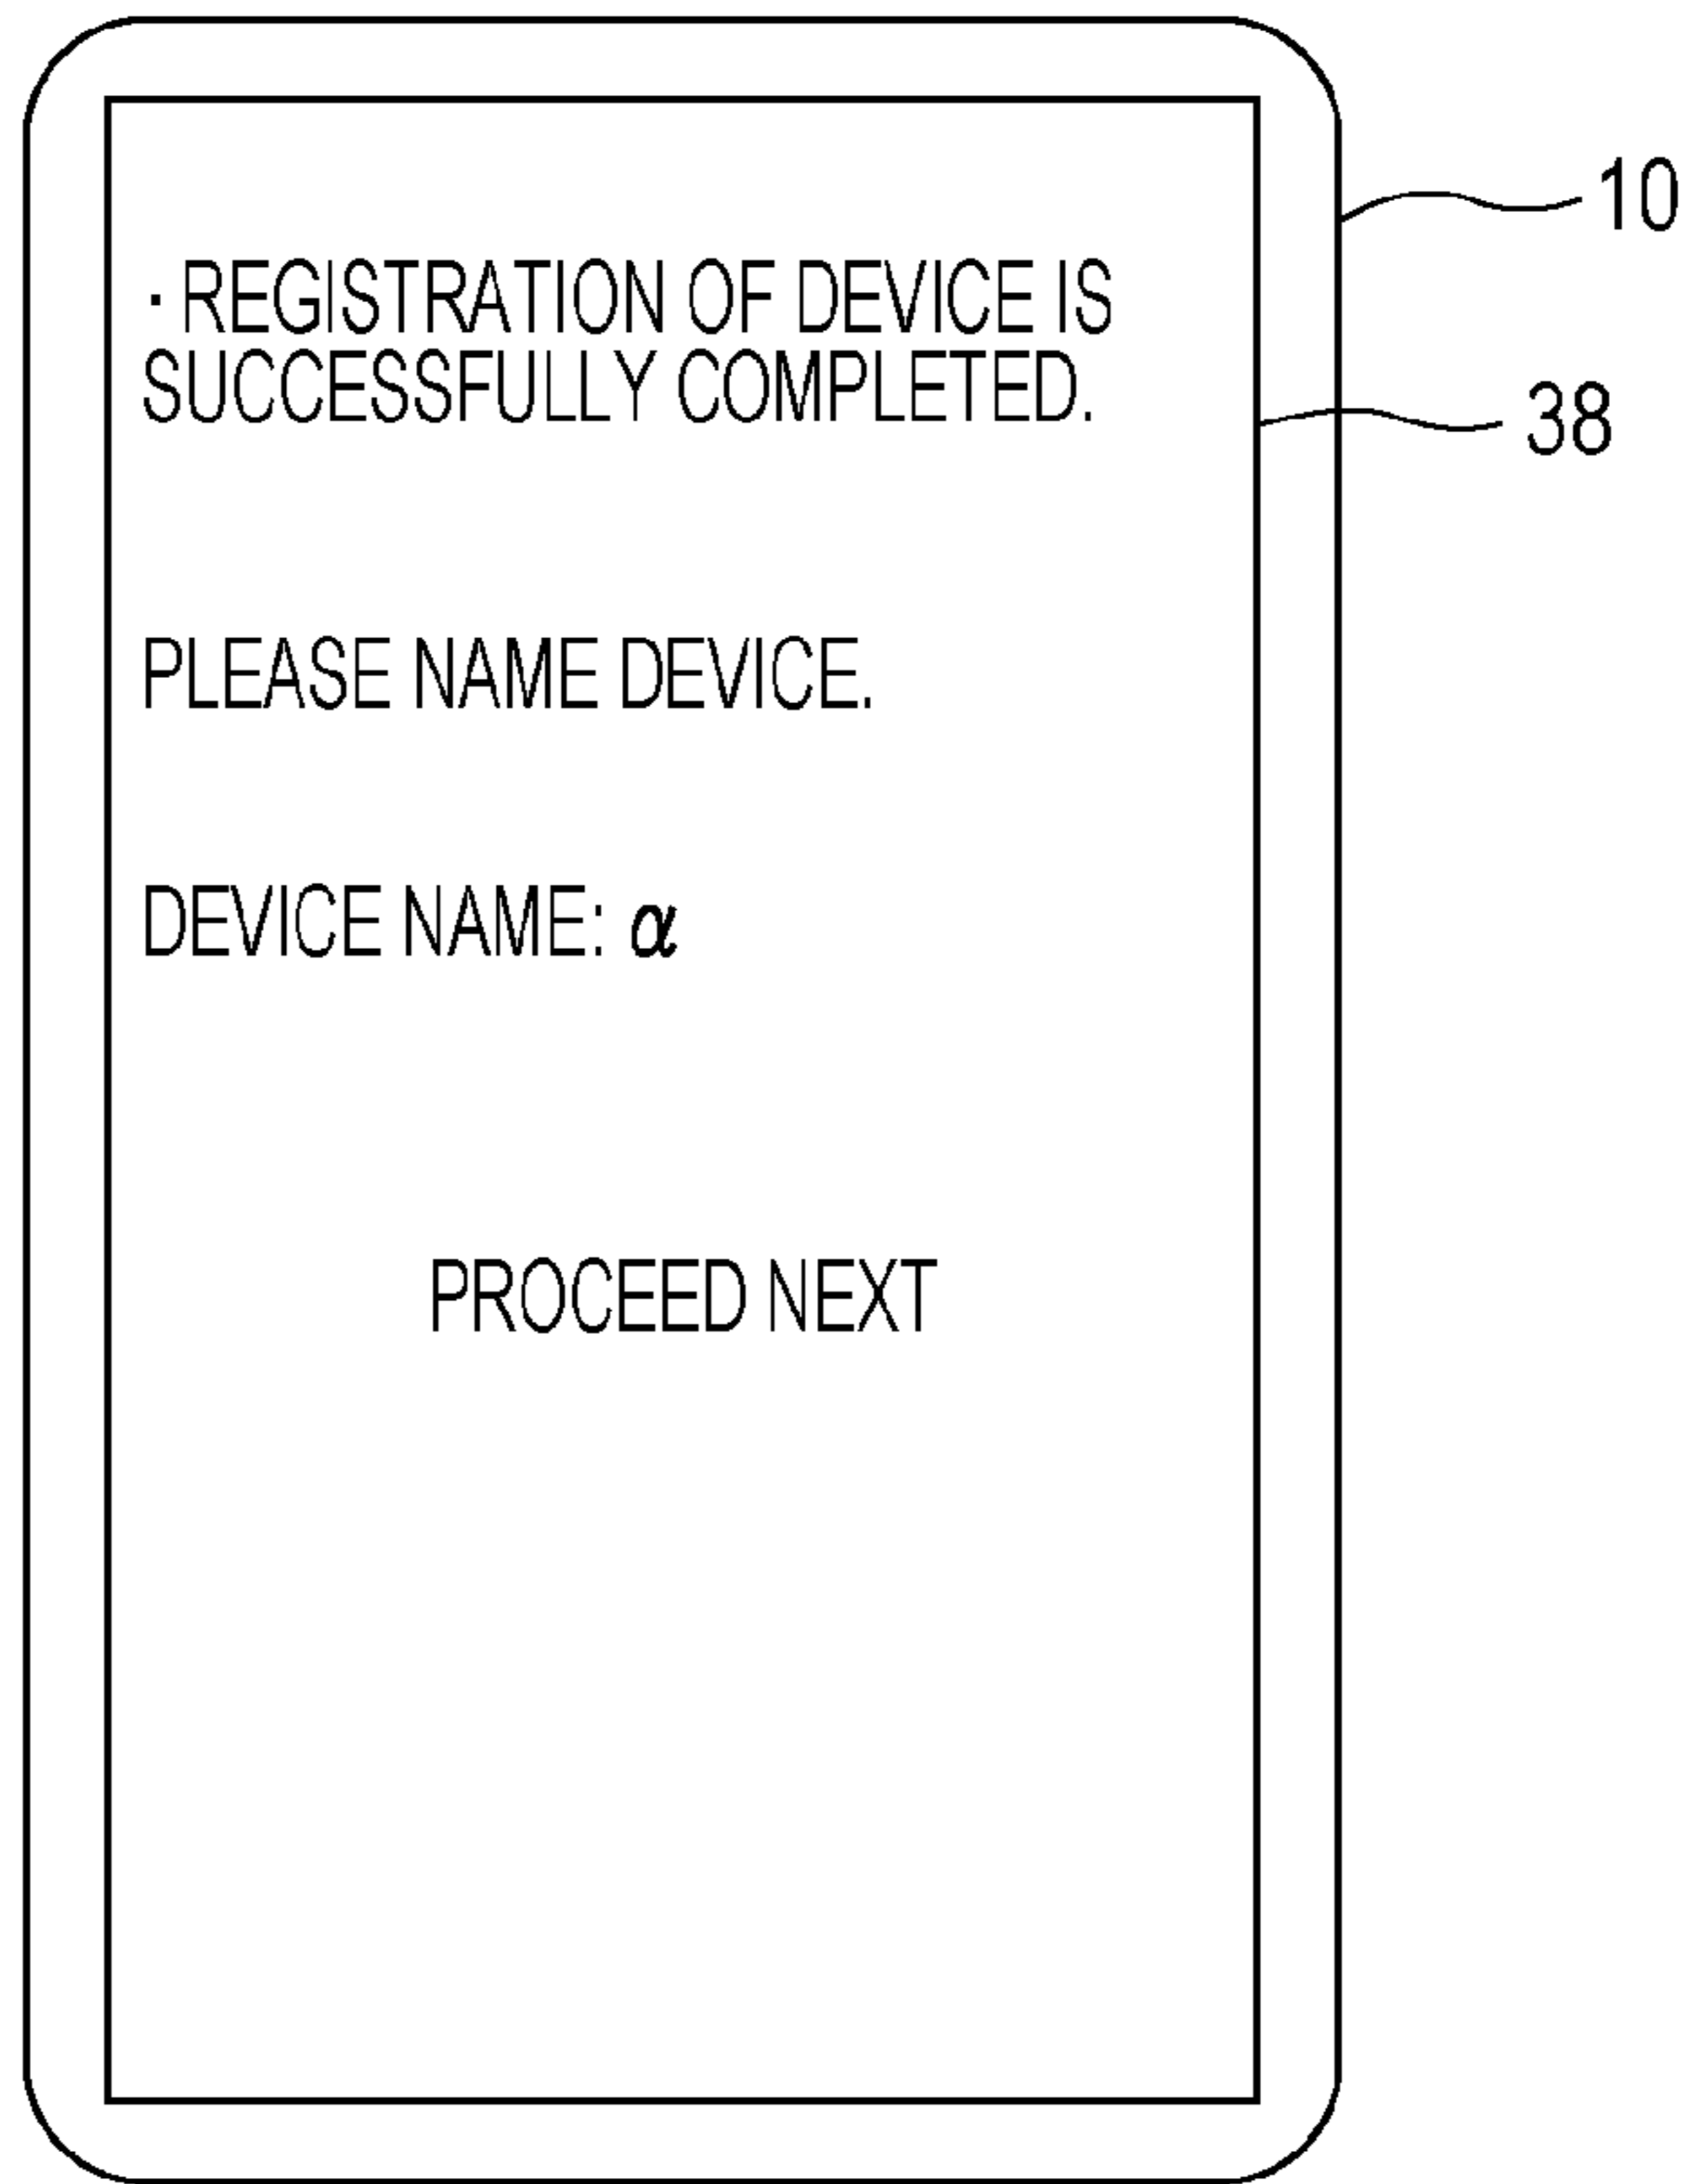 10
· REGISTRATION OF DEVICE IS
SUCCESSFULLY COMPLETED.
38
PLEASE NAME DEVICE.
DEVICE NAME: α
PROCEED NEXT